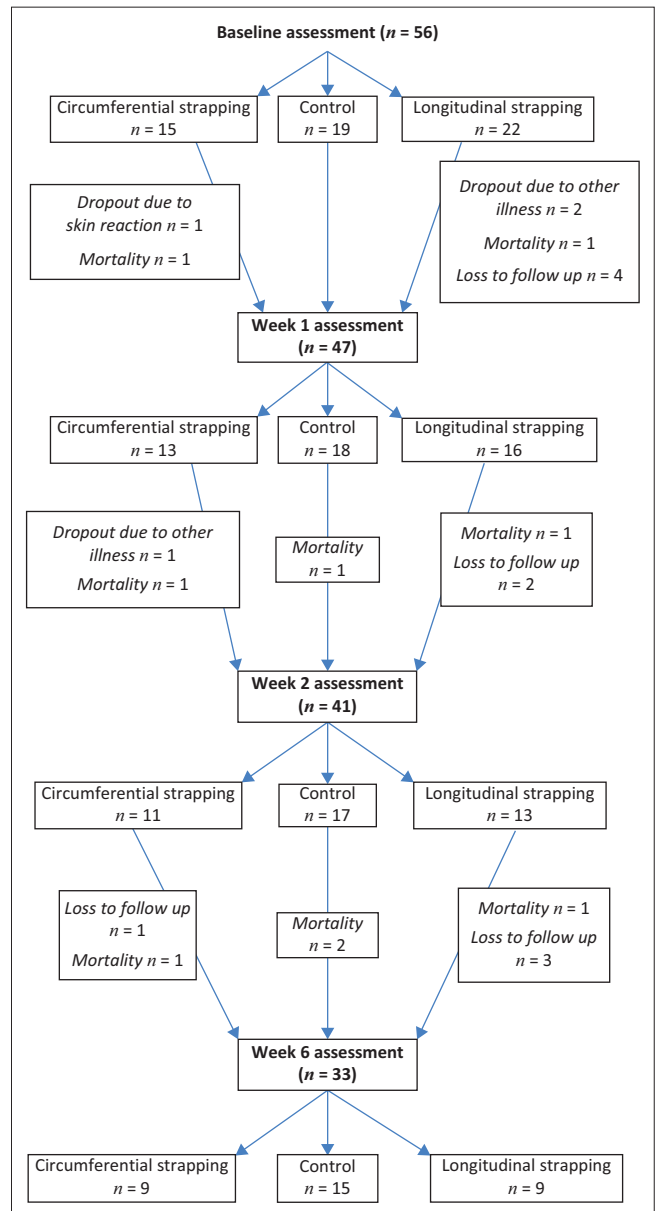 Baseline assessment (n = 56)
Circumferential strapping
n = 15
Control
n = 19
Longitudinal strapping
n = 22
Dropout due to
skin reaction n = 1
Mortality n = 1
Dropout due to other
illness n = 2
Mortality n = 1
Loss to follow up n = 4
Week 1 assessment
(n = 47)
Circumferential strapping
n = 13
Control
n = 18
Longitudinal strapping
n = 16
Dropout due to other
illness n = 1
Mortality n = 1
Mortality
n = 1
Mortality n = 1
Loss to follow up
n = 2
Week 2 assessment
(n = 41)
Circumferential strapping
n = 11
Control
n = 17
Longitudinal strapping
n = 13
Loss to follow up
n = 1
Mortality n = 1
Mortality
n = 2
Mortality n = 1
Loss to follow up
n = 3
Week 6 assessment
(n = 33)
Circumferential strapping
n = 9
Control
n = 15
Longitudinal strapping
n = 9